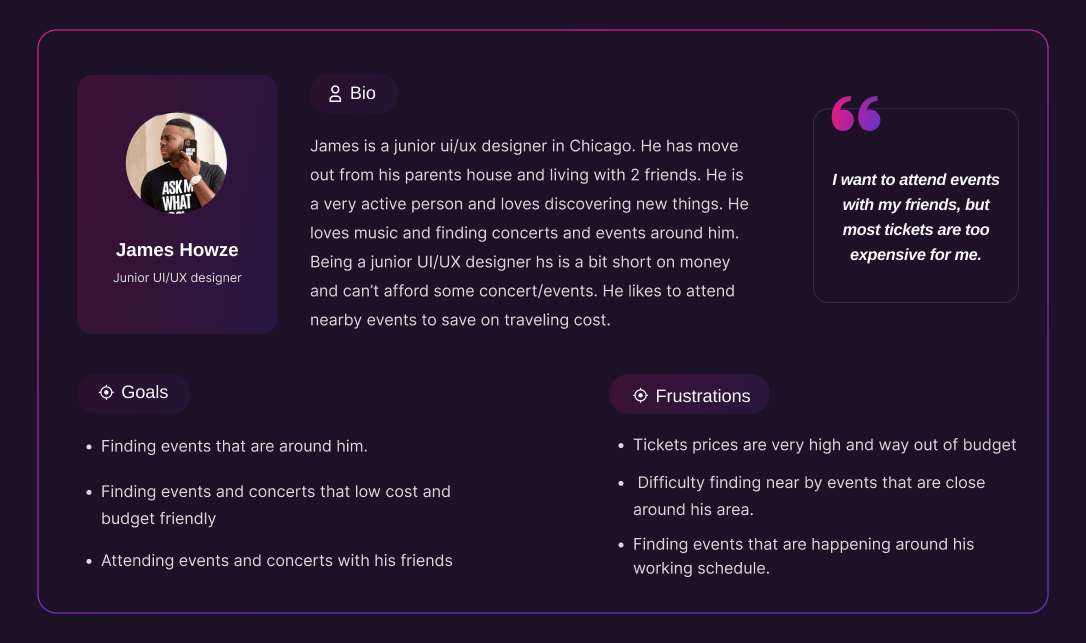 ASK M
WHAT
James Howze
Junior UI/UX designer
Bio
James is a junior ui/ux designer in Chicago. He has move
out from his parents house and living with 2 friends. He is
a very active person and loves discovering new things. He
loves music and finding concerts and events around him.
Being a junior UI/UX designer hs is a bit short on money
and can’t afford some concert/events. He likes to attend
nearby events to save on traveling cost.
I want to attend events
with my friends, but
most tickets are too
expensive for me.
Goals
• Finding events that are around him.
• Finding events and concerts that low cost and
budget friendly
• Attending events and concerts with his friends
Frustrations
• Tickets prices are very high and way out of budget
• Difficulty finding near by events that are close
around his area.
• Finding events that are happening around his
working schedule.